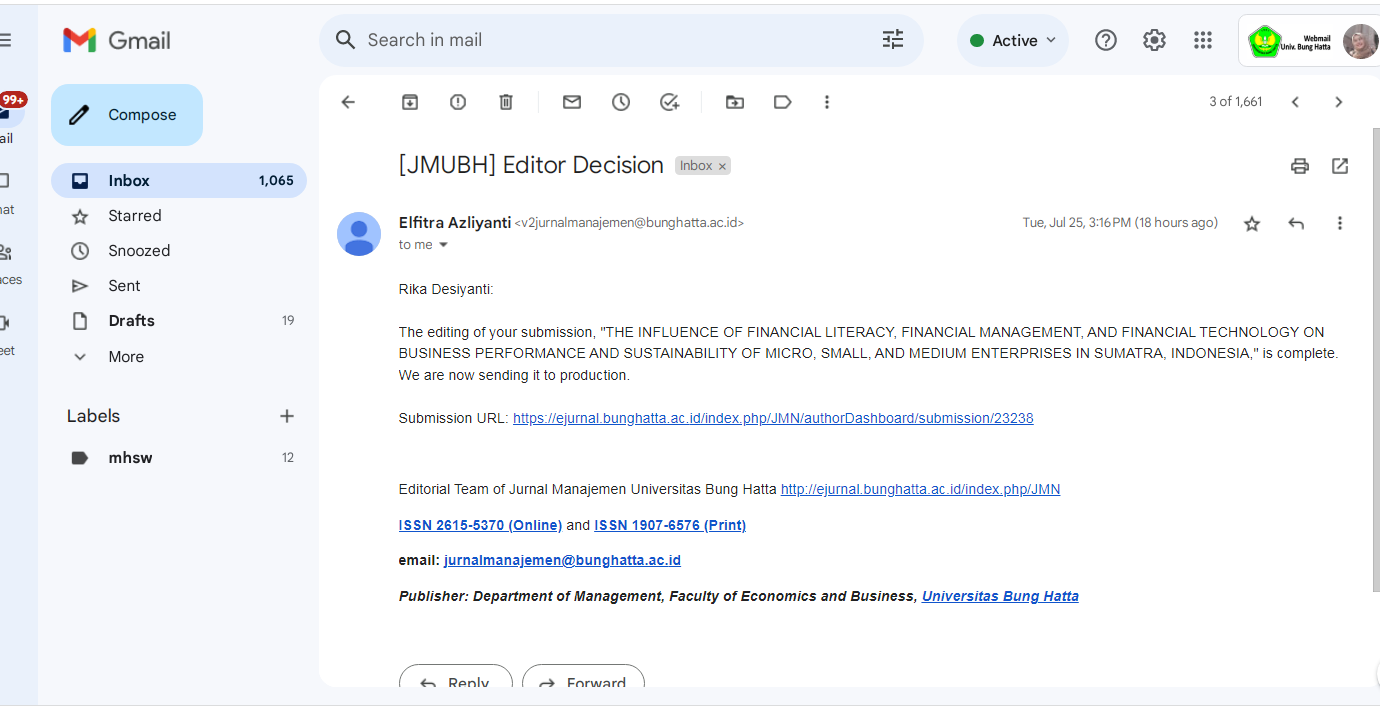 Gmail
Search in mail
Active
Webmail
Univ. Bung Hatta
99+
ail
hat
aces
eet
Compose
Inbox 1,065
Starred
Snoozed
Sent
Drafts 19
More
Labels
mhsw 12
3 of 1,661
[JMUBH] Editor Decision Inbox ×
Elfitra Azliyanti <v2jurnalmanajemen@bunghatta.ac.id> Tue, Jul 25, 3:16 PM (18 hours ago)
to me
Rika Desiyanti:
The editing of your submission, "THE INFLUENCE OF FINANCIAL LITERACY, FINANCIAL MANAGEMENT, AND FINANCIAL TECHNOLOGY ON
BUSINESS PERFORMANCE AND SUSTAINABILITY OF MICRO, SMALL, AND MEDIUM ENTERPRISES IN SUMATRA, INDONESIA," is complete.
We are now sending it to production.
Submission URL: https://ejurnal.bunghatta.ac.id/index.php/JMN/authorDashboard/submission/23238
Editorial Team of Jurnal Manajemen Universitas Bung Hatta http://ejurnal.bunghatta.ac.id/index.php/JMN
ISSN 2615-5370 (Online) and ISSN 1907-6576 (Print)
email: jurnalmanajemen@bunghatta.ac.id
Publisher: Department of Management, Faculty of Economics and Business, Universitas Bung Hatta
Reply Forward